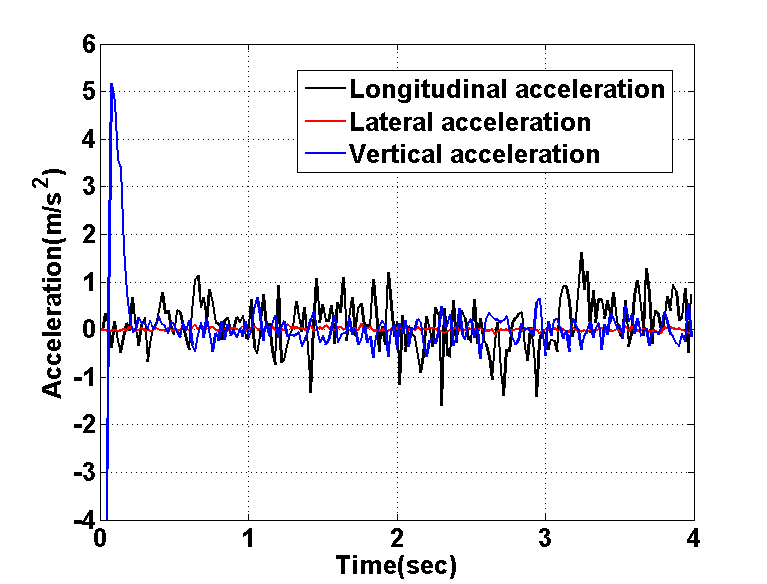 6
5
4
3
2
1
0
-1
-2
-3
-4
Acceleration(m/s²)
Longitudinal acceleration
Lateral acceleration
Vertical acceleration
0 1 2 3 4
Time(sec)